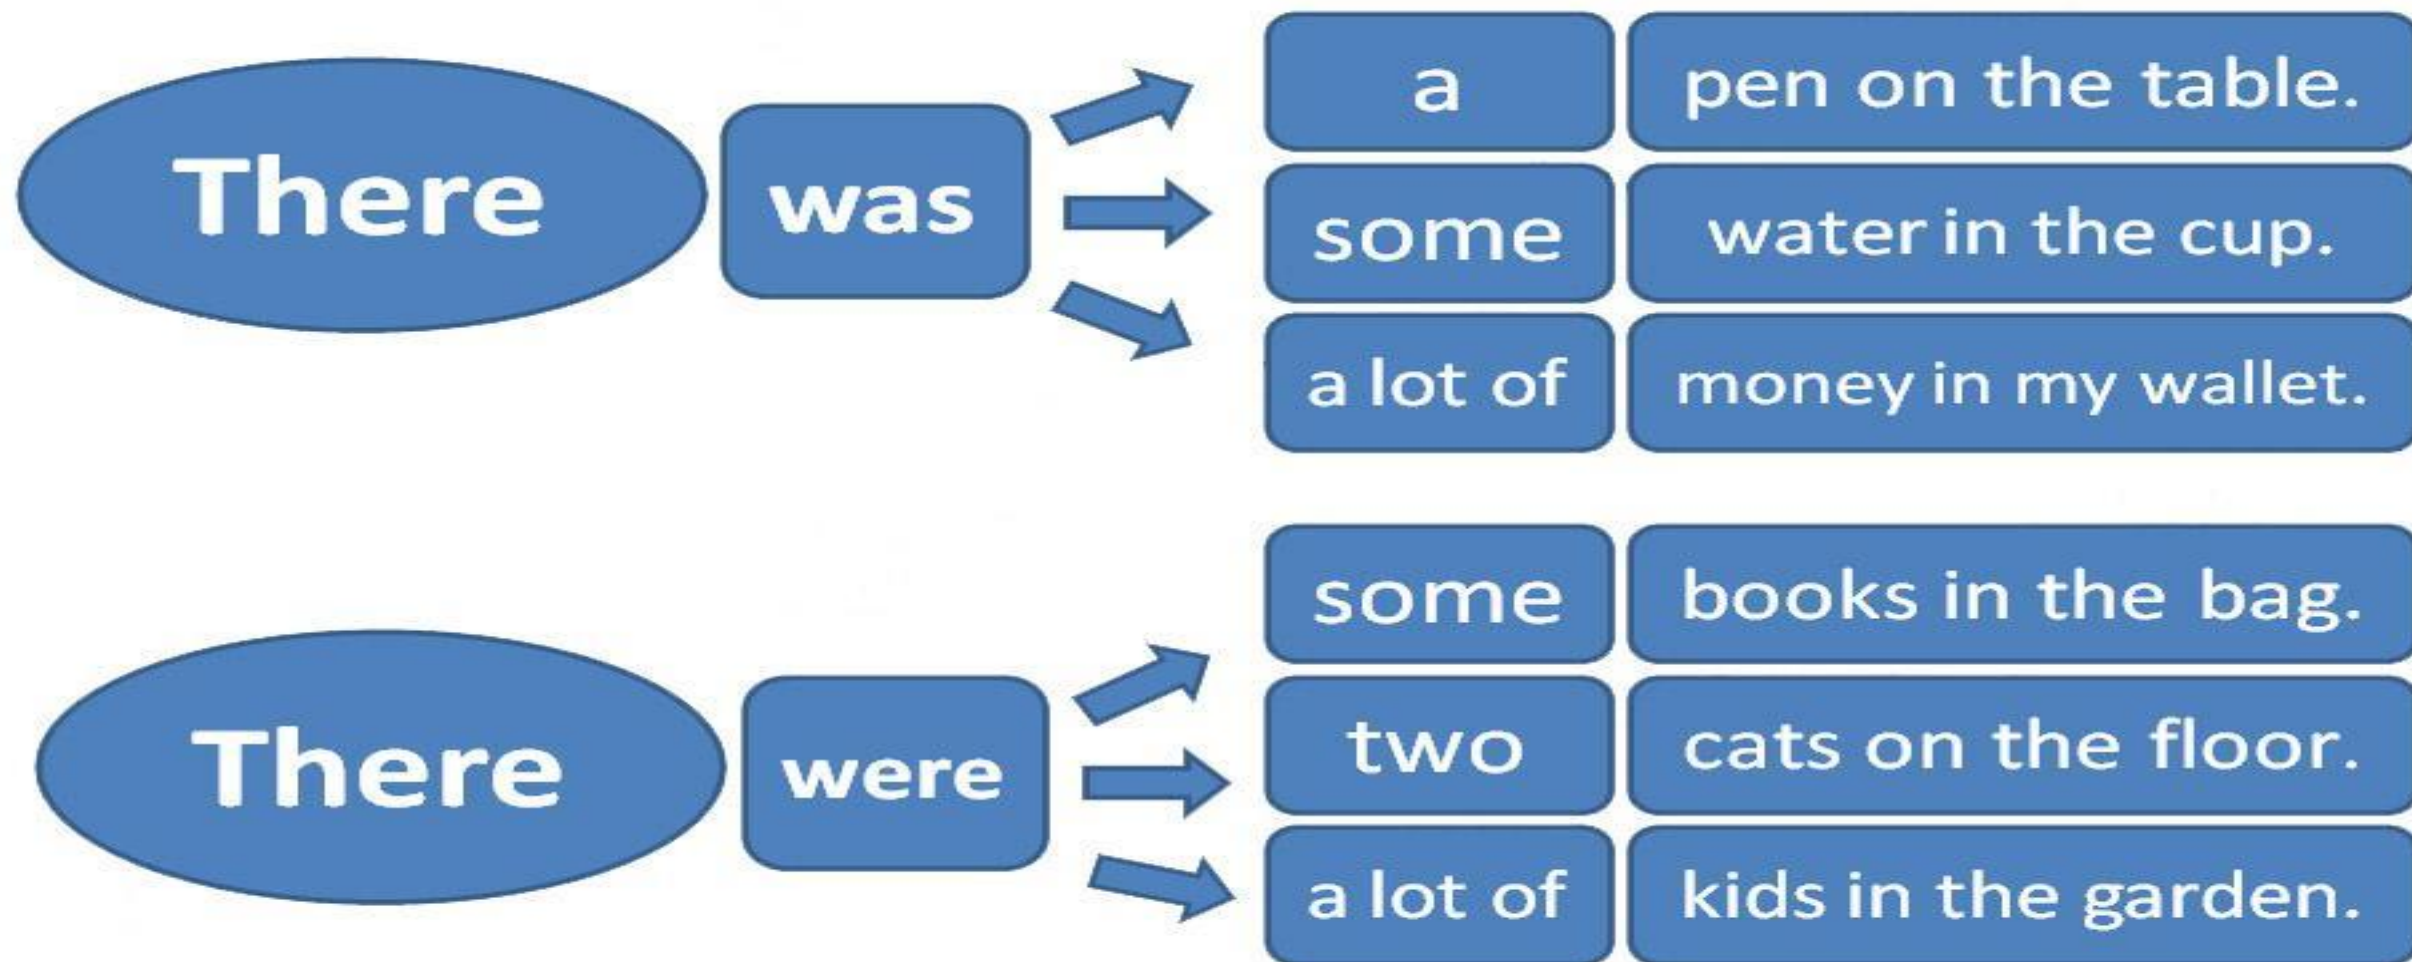 There was
a pen on the table.
some water in the cup.
a lot of money in my wallet.
There were
some books in the bag.
two cats on the floor.
a lot of kids in the garden.